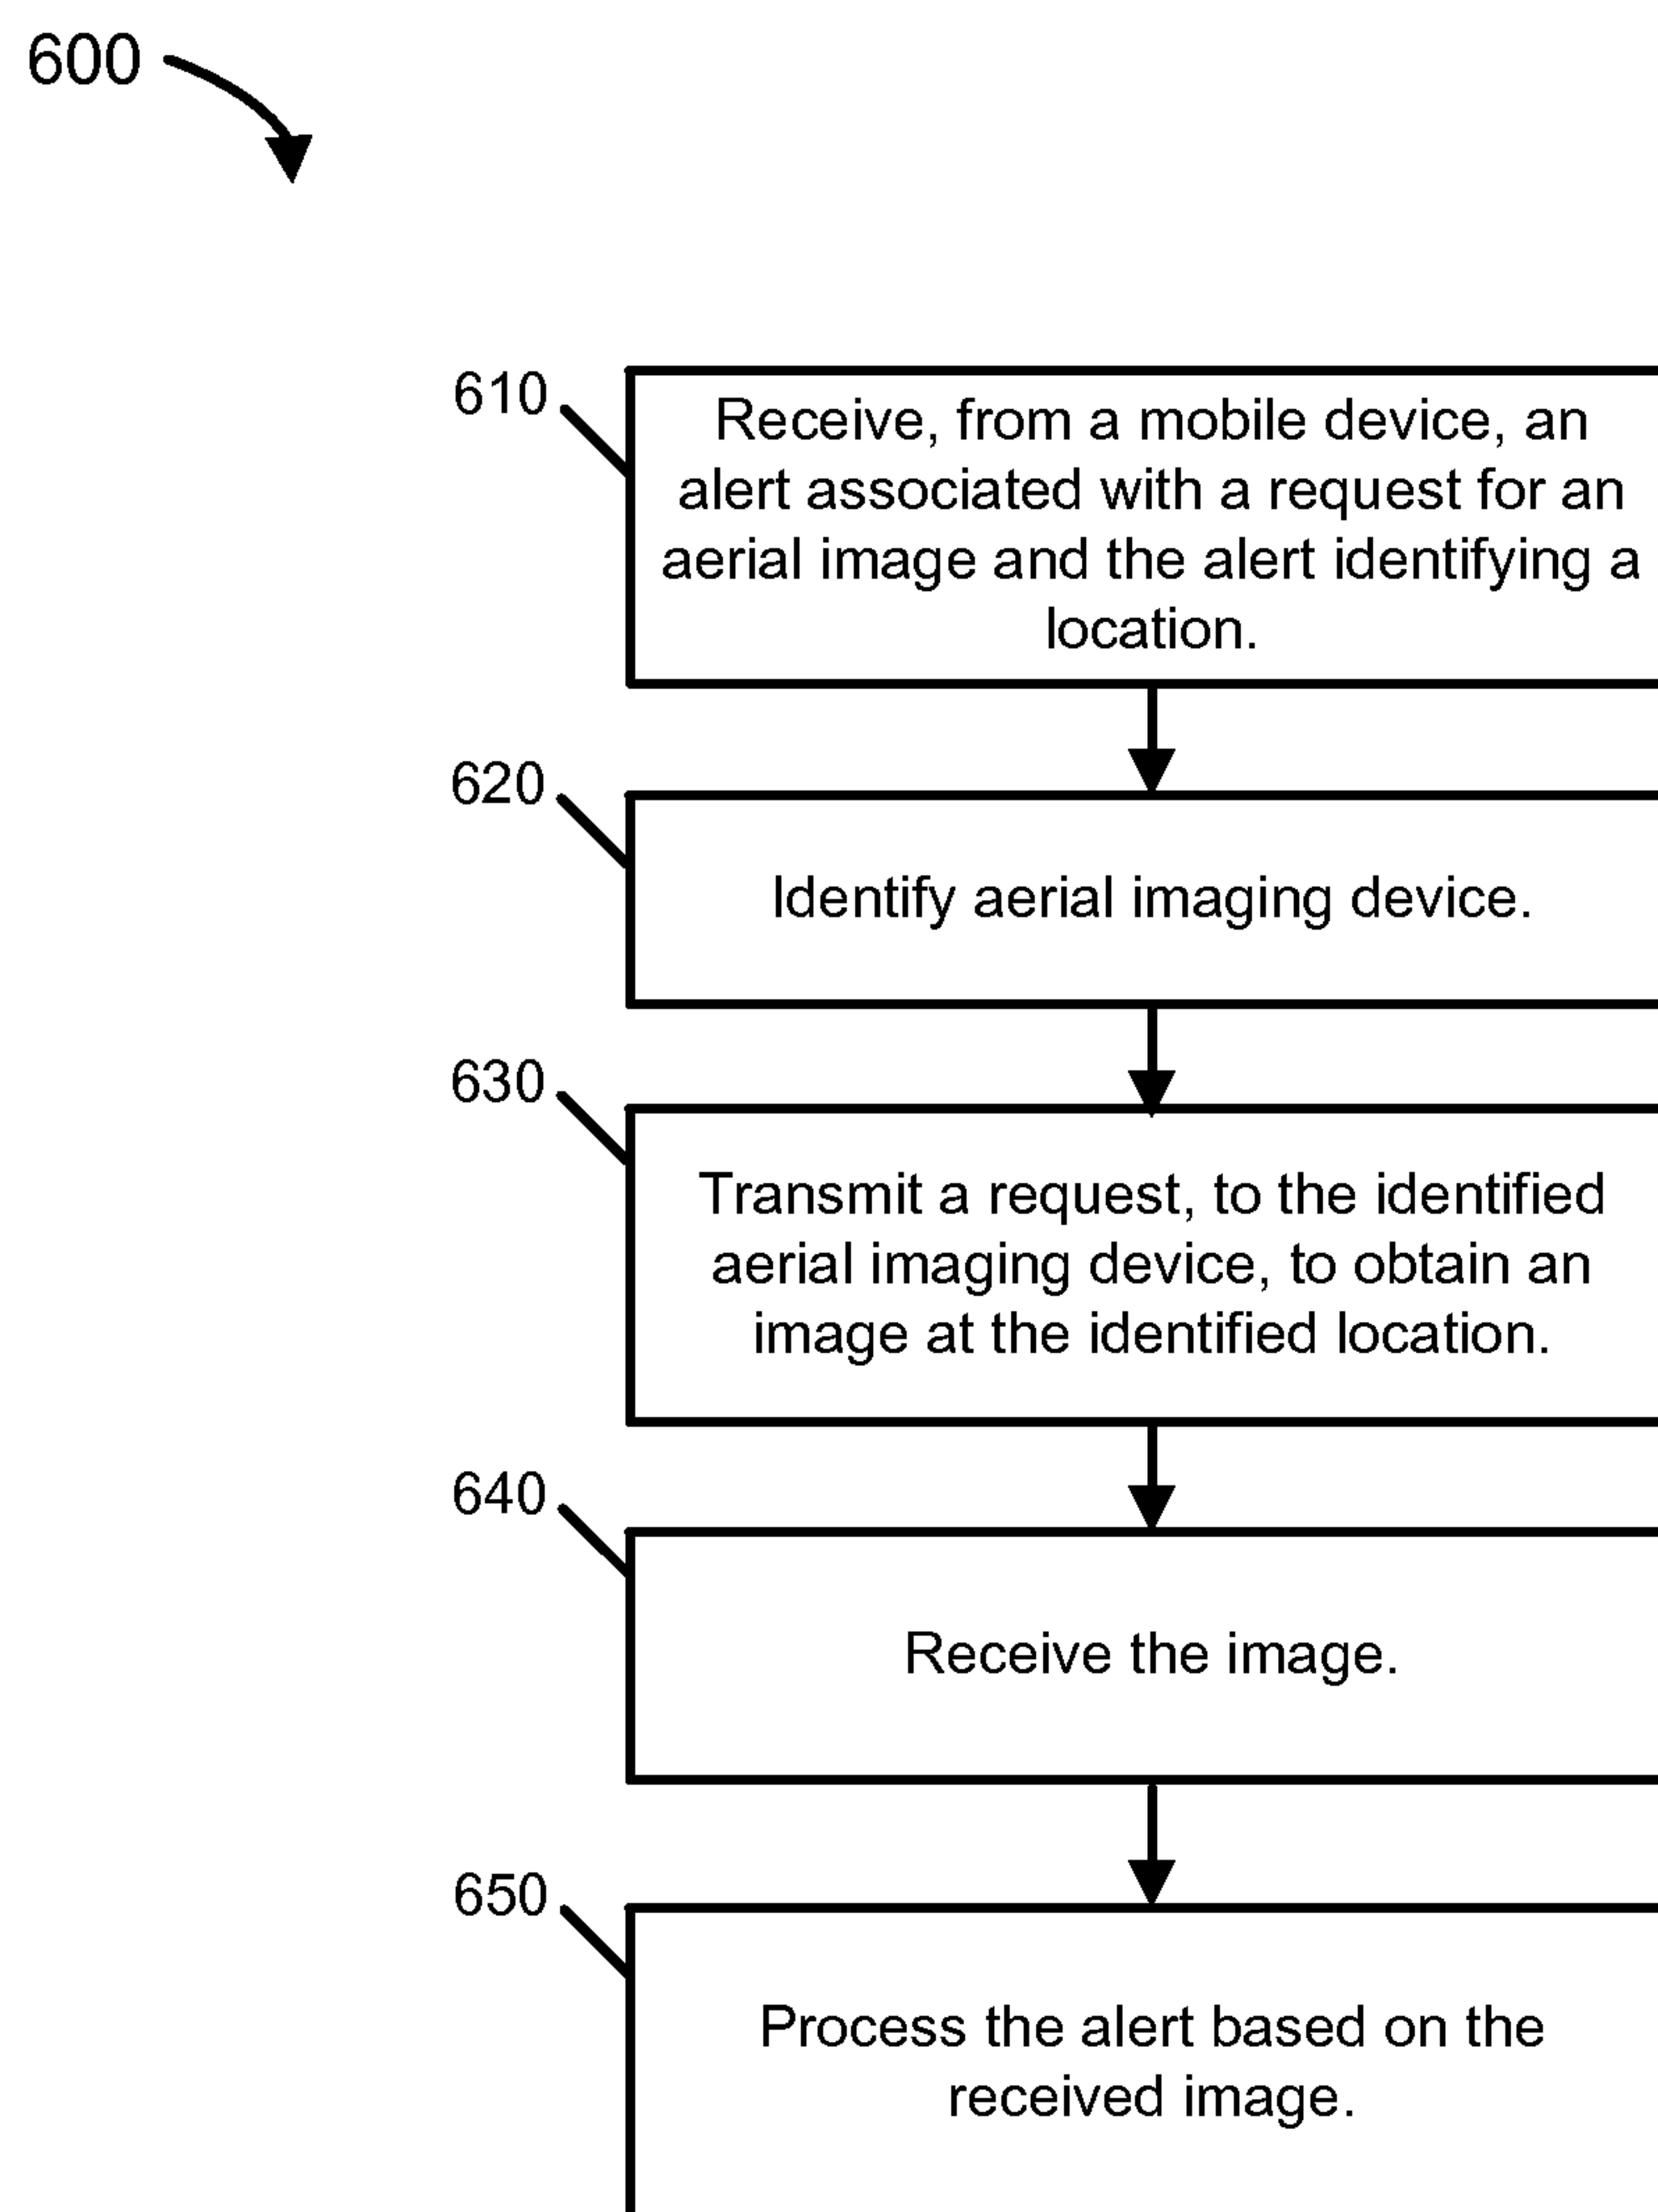 600
610
Receive, from a mobile device, an
alert associated with a request for an
aerial image and the alert identifying a
location.
620
Identify aerial imaging device.
630
Transmit a request, to the identified
aerial imaging device, to obtain an
image at the identified location.
640
Receive the image.
650
Process the alert based on the
received image.